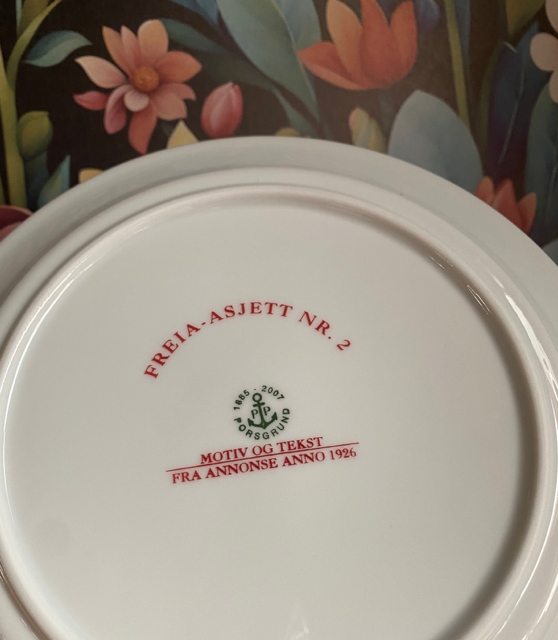 FREIA-ASJETT NR. 2
1885 - 2007
PP
PORSGRUND
MOTIV OG TEKST
FRA ANNONSE ANNO 1926